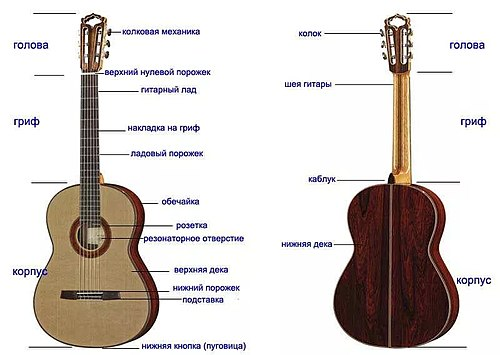 голова
колковая механика
верхний нулевой порожек
гитарный лад
гриф
накладка на гриф
ладовый порожек
обечайка
розетка
резонаторное отверстие
верхняя дека
корпус
нижний порожек
подставка
нижняя кнопка (пуговица)
колок
голова
шея гитары
гриф
каблук
нижняя дека
корпус